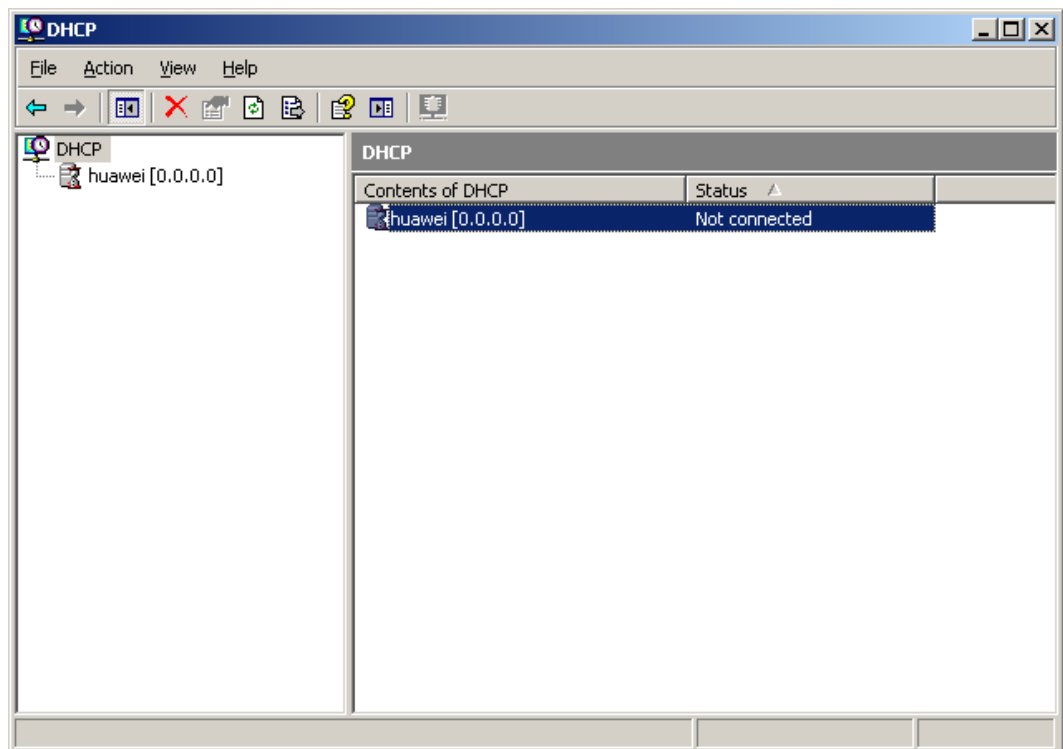 DHCP
File Action View Help
DHCP
huawei [0.0.0.0]
DHCP
Contents of DHCP Status
huawei [0.0.0.0] Not connected